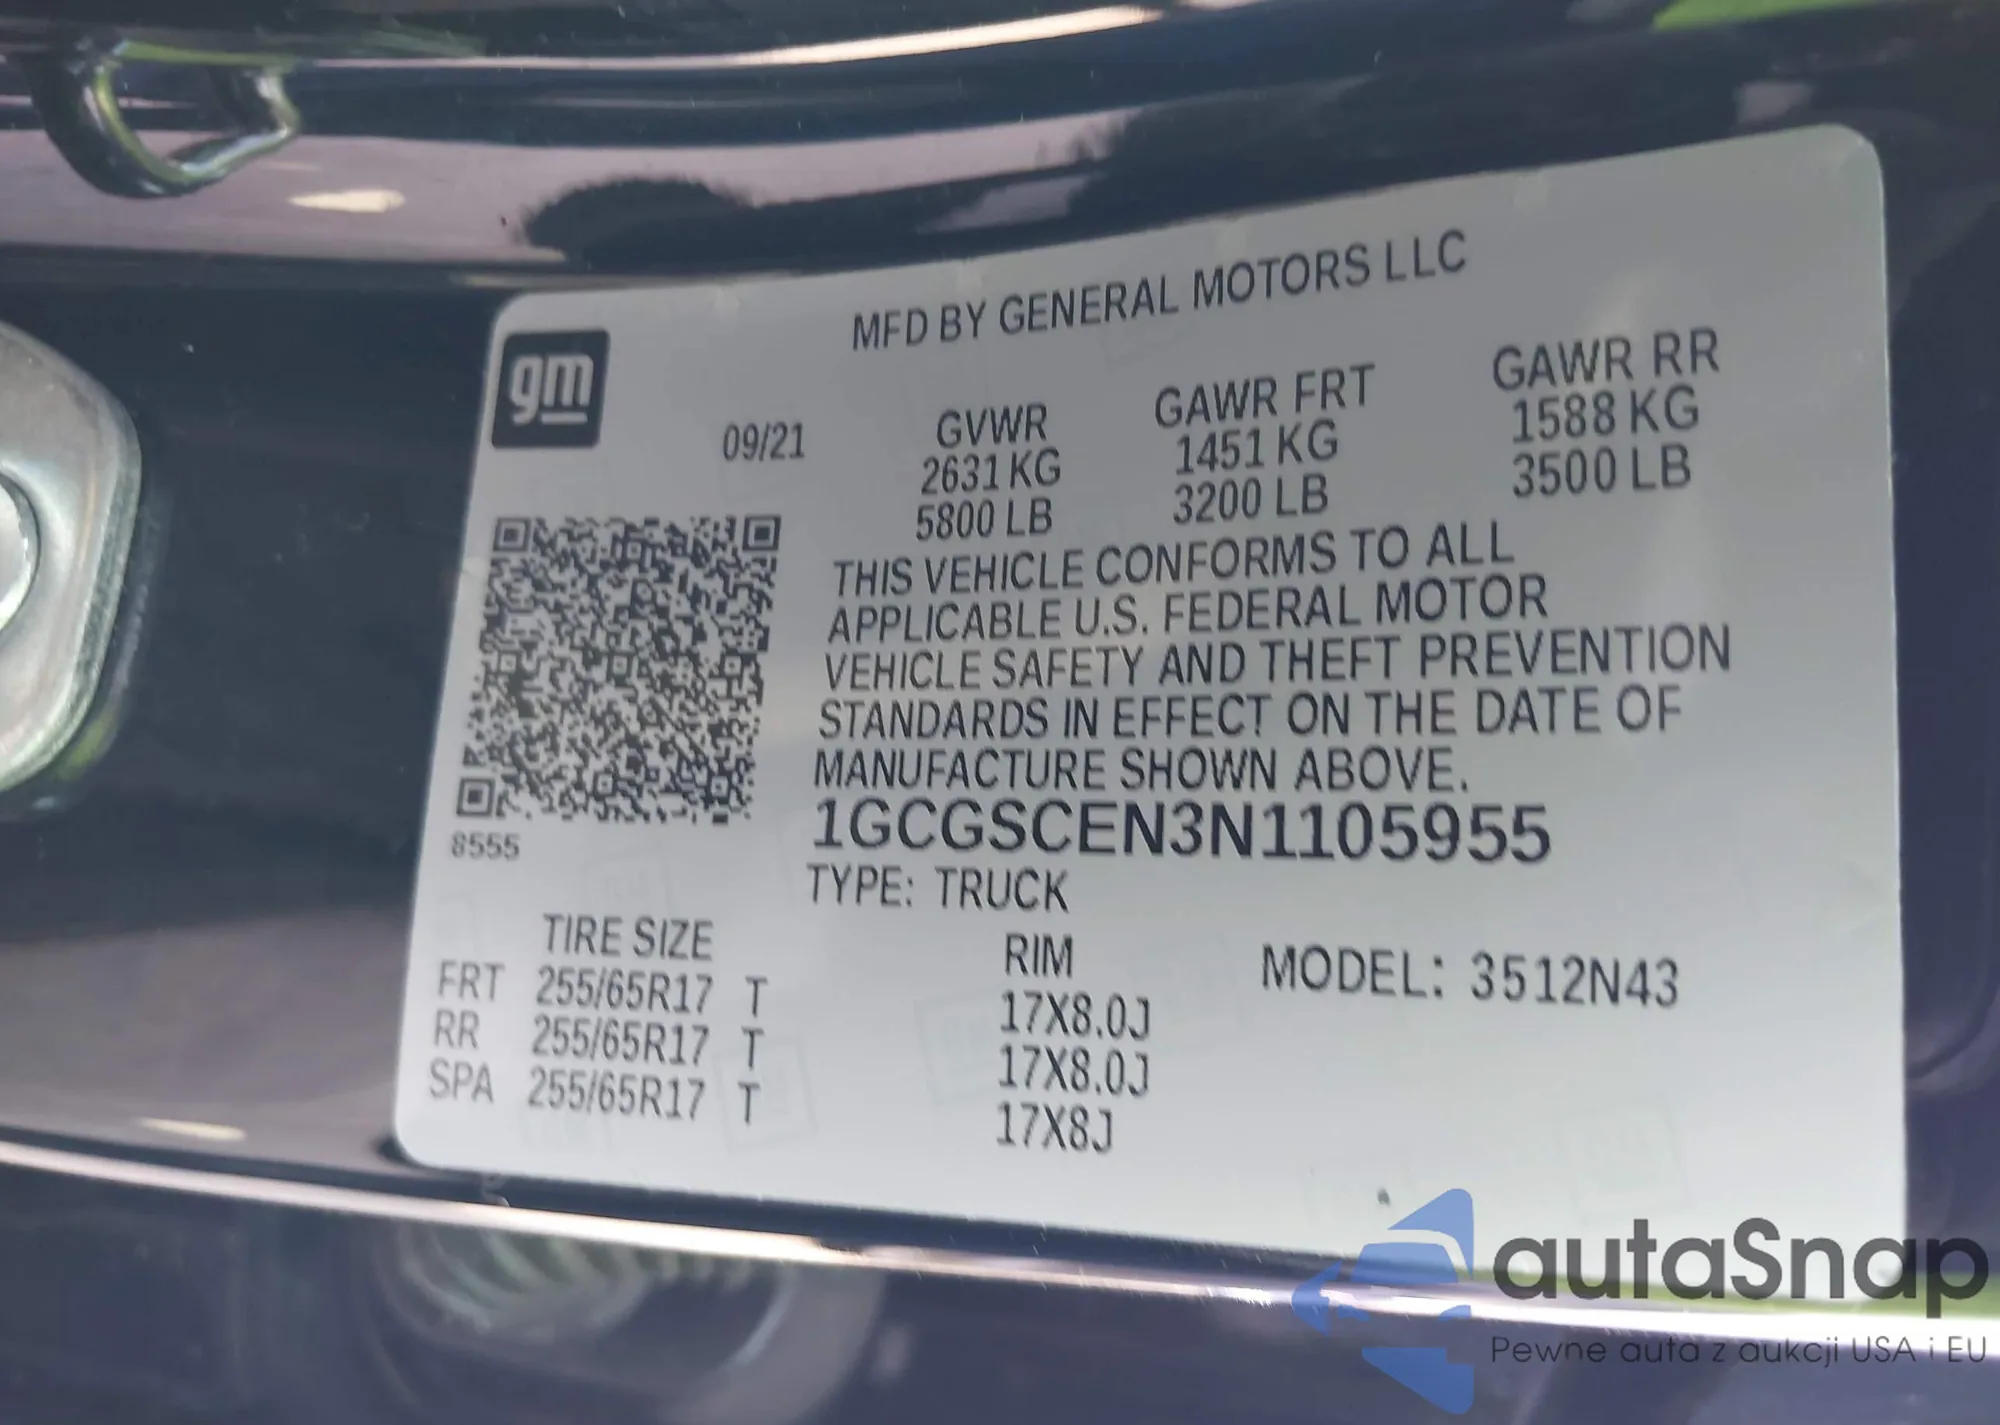 MFD BY GENERAL MOTORS LLC
gm
09/21
GVWR
2631 KG
5800 LB
GAWR FRT
1451 KG
3200 LB
GAWR RR
1588 KG
3500 LB
THIS VEHICLE CONFORMS TO ALL
APPLICABLE U.S. FEDERAL MOTOR
VEHICLE SAFETY AND THEFT PREVENTION
STANDARDS IN EFFECT ON THE DATE OF
MANUFACTURE SHOWN ABOVE.
8555
1GCGSCEN3N1105955
TYPE: TRUCK
TIRE SIZE RIM MODEL: 3512N43
FRT 255/65R17 T 17X8.0J
RR 255/65R17 T 17X8.0J
SPA 255/65R17 T 17X8J
autaSnap
Pewne auta z aukcji USA i EU